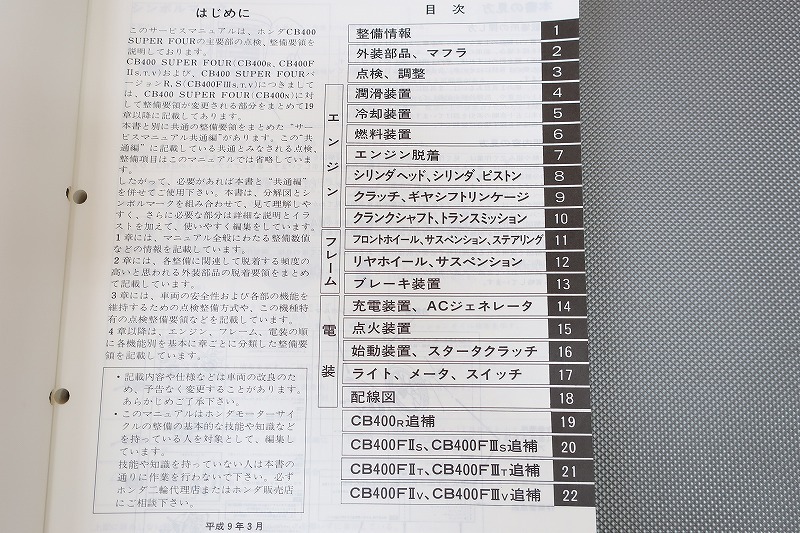 はじめに
このサービスマニュアルは、ホンダCB400
SUPER FOURの主要部の点検、整備要領を
説明しております。
CB400 SUPER FOUR(CB400R、CB400F
ⅡS,T,V)および、CB400 SUPER FOURバ
ージョンR、S(CB400FⅢS,T,V)につきまして
は、CB400 SUPER FOUR(CB400N)に対
して整備要領が変更される部分をまとめて19
章以降に記載してあります。
本書と別に共通の整備要領をまとめた “サー
ビスマニュアル共通編”があります。この“共
通編”に記載している共通とみなされる点検、
整備項目はこのマニュアルでは省略していま
す。
したがって、必要があれば本書と “共通編”
を併せてご使用下さい。本書は、分解図とシ
ンボルマークを組み合わせて、見て理解しや
すく、さらに必要な部分は詳細な説明とイラ
ストを加えて、使いやすく編集をしています。
1章には、マニュアル全般にわたる整備数値
などの情報を記載しています。
2章には、各整備に関連して脱着する頻度の
高いと思われる外装部品の脱着要領をまとめ
て記載しています。
3章には、車両の安全性および各部の機能を
維持するための点検整備方式や、この機種特
有の点検整備要領などを記載しています。
4章以降は、エンジン、フレーム、電装の順
に各機能別を基本に章ごとに分類した整備要
領を記載しています。
・記載内容や仕様などは車両の改良のた
め、予告なく変更することがあります。
あらかじめご了承下さい。
・このマニュアルはホンダモーターサイ
クルの整備の基本的な技能や知識など
を持っている人を対象として、編集し
ています。
技能や知識を持っていない人は本書の
通りに作業を行わないで下さい。必ず
ホンダ二輪代理店またはホンダ販売店
にご相談下さい。
平成9年3月
目 次
整備情報 1
外装部品、マフラ 2
点検、調整 3
エンジン
潤滑装置 4
冷却装置 5
燃料装置 6
エンジン脱着 7
シリンダヘッド、シリンダ、ピストン 8
クラッチ、ギヤシフトリンケージ 9
クランクシャフト、トランスミッション 10
フレーム
フロントホイール、サスペンション、ステアリング 11
リヤホイール、サスペンション 12
ブレーキ装置 13
電装
充電装置、ACジェネレータ 14
点火装置 15
始動装置、スタータクラッチ 16
ライト、メータ、スイッチ 17
配線図 18
CB400R追補 19
CB400FⅡS、CB400FⅢS追補 20
CB400FⅡT、CB400FⅢT追補 21
CB400FⅡV、CB400FⅢV追補 22